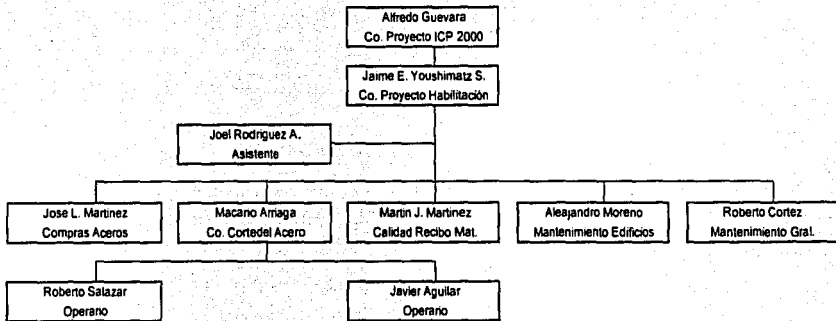 Alfredo Guevara
Co. Proyecto ICP 2000
Jaime E. Youshimatz S.
Co. Proyecto Habilitación
Joel Rodriguez A.
Asistente
Jose L. Martinez
Compras Aceros
Macano Arriaga
Co. Cortedel Acero
Martin J. Martinez
Calidad Recibo Mat.
Aleajandro Moreno
Mantenimiento Edificios
Roberto Cortez
Mantenimiento Gral.
Roberto Salazar
Operario
Javier Aguilar
Operario